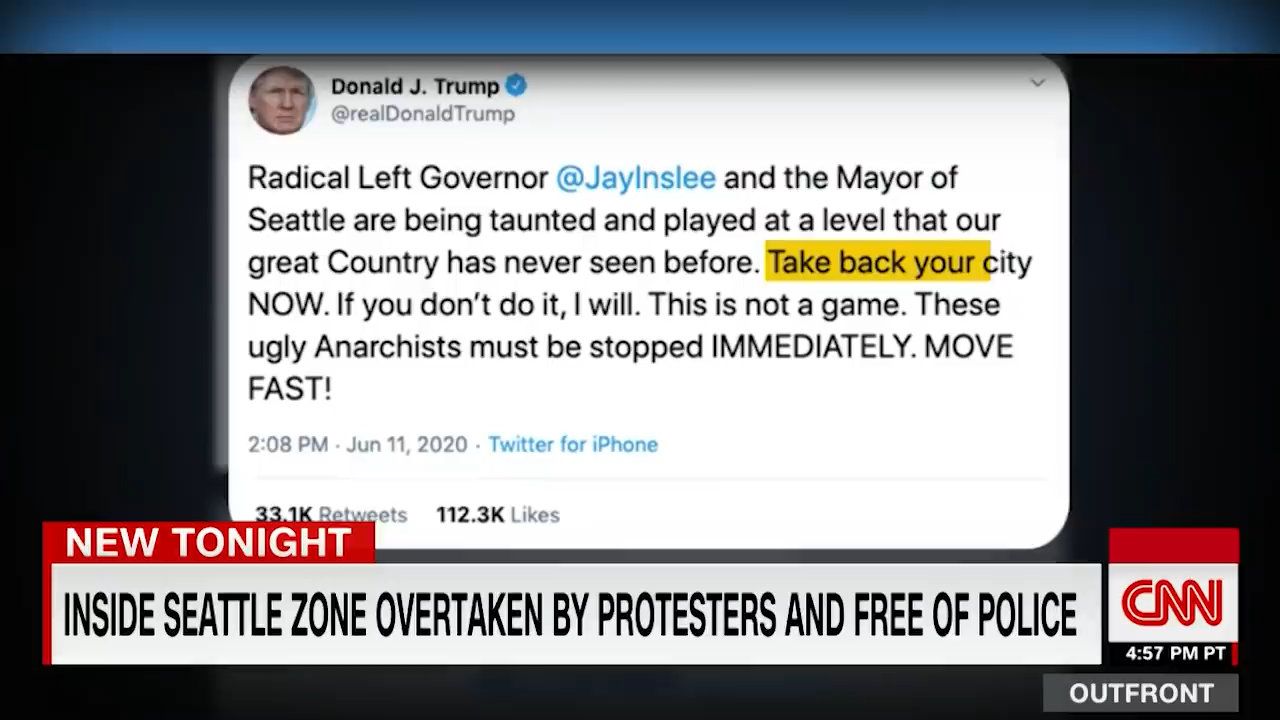 Donald J. Trump
@realDonaldTrump
Radical Left Governor @JayInslee and the Mayor of
Seattle are being taunted and played at a level that our
great Country has never seen before. Take back your city
NOW. If you don't do it, I will. This is not a game. These
ugly Anarchists must be stopped IMMEDIATELY. MOVE
FAST!
2:08 PM · Jun 11, 2020 · Twitter for iPhone
33.1K Retweets 112.3K Likes
NEW TONIGHT
INSIDE SEATTLE ZONE OVERTAKEN BY PROTESTERS AND FREE OF POLICE
CNN
4:57 PM PT
OUTFRONT